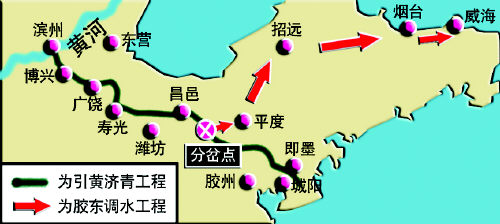 滨州
黄河
东营
招远
烟台
威海
博兴
广饶
寿光
昌邑
潍坊
平度
分岔点
即墨
胶州
城阳
为引黄济青工程
为胶东调水工程